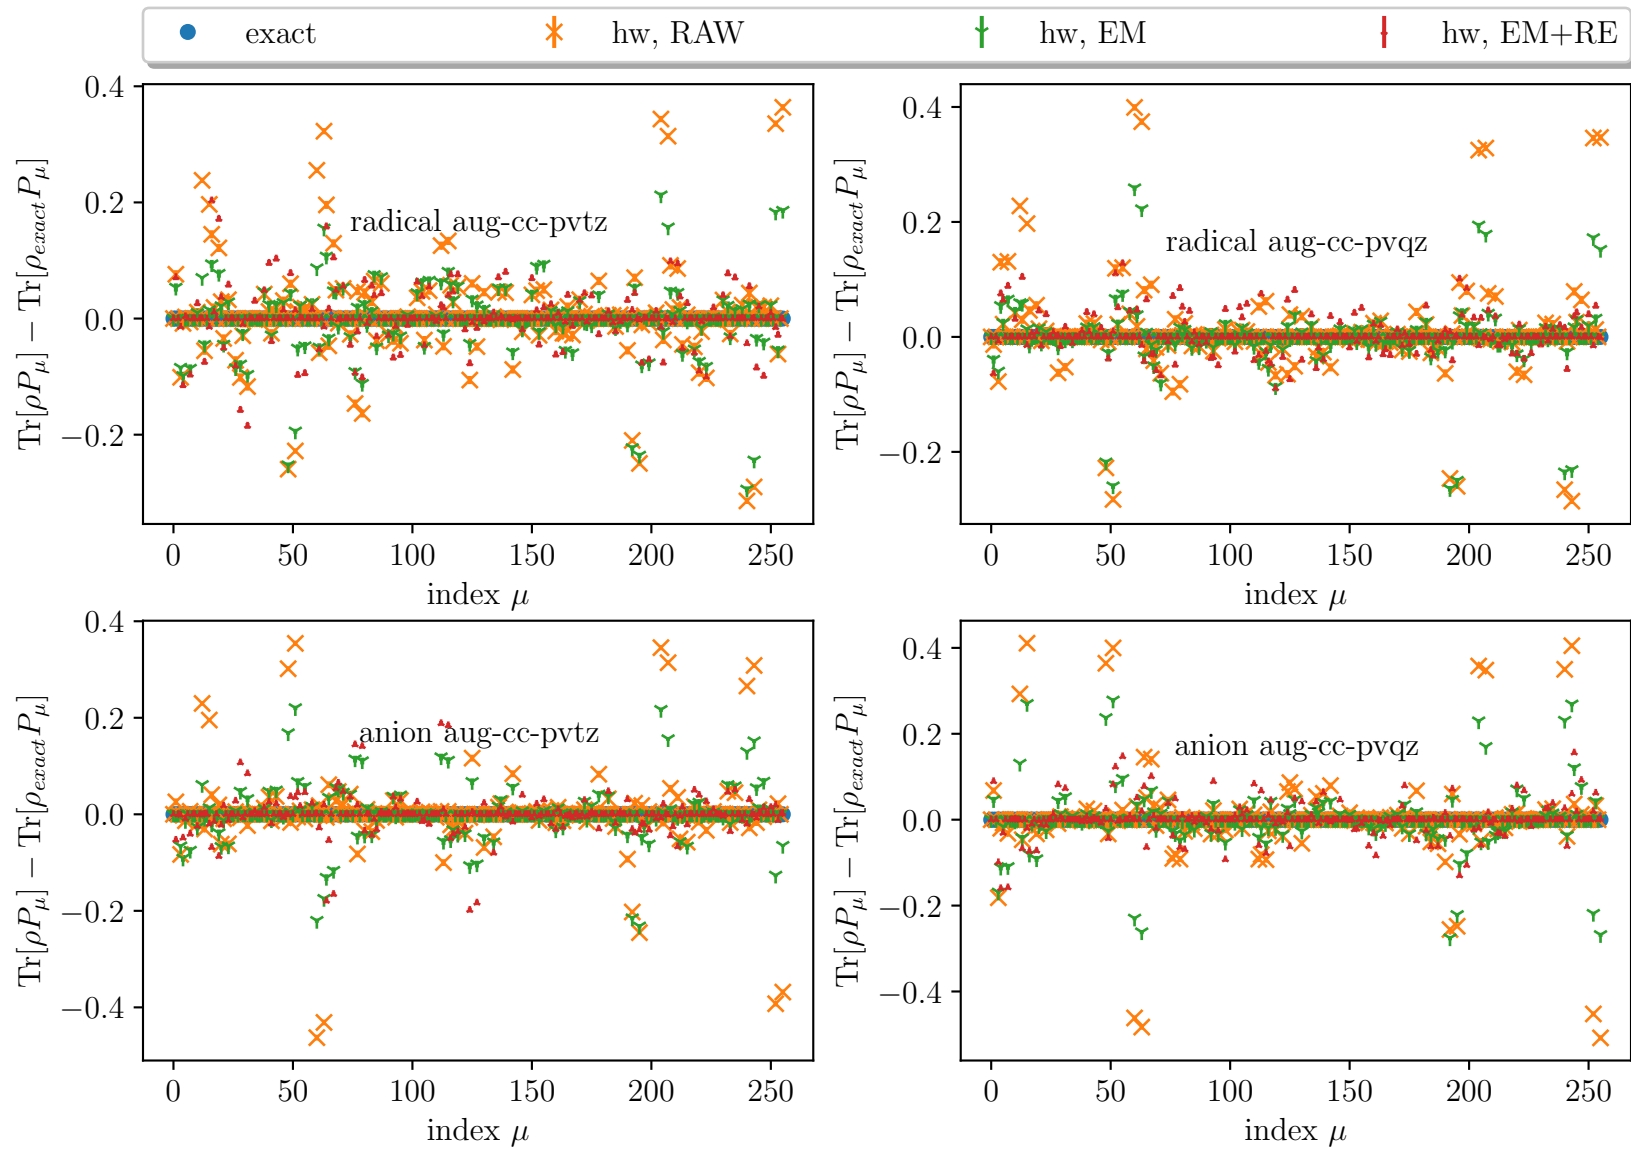 exact hw, RAW hw, EM hw, EM+RE
0.4
0.2
0.0
−0.2
Tr[ρP_μ] − Tr[ρ_exact P_μ]
radical aug-cc-pvtz
0 50 100 150 200 250
index μ
0.4
0.2
0.0
−0.2
Tr[ρP_μ] − Tr[ρ_exact P_μ]
radical aug-cc-pvqz
0 50 100 150 200 250
index μ
0.4
0.2
0.0
−0.2
−0.4
Tr[ρP_μ] − Tr[ρ_exact P_μ]
anion aug-cc-pvtz
0 50 100 150 200 250
index μ
0.4
0.2
0.0
−0.2
−0.4
Tr[ρP_μ] − Tr[ρ_exact P_μ]
anion aug-cc-pvqz
0 50 100 150 200 250
index μ